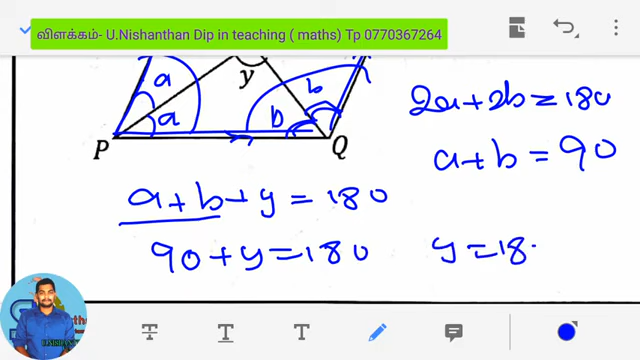 விளக்கம்- U.Nishanthan Dip in teaching ( maths) Tp 0770367264
a
a
y
b
b
P
Q
2a+2b=180
a+b=90
a+b+y=180
90+y=180
y=18
T T T